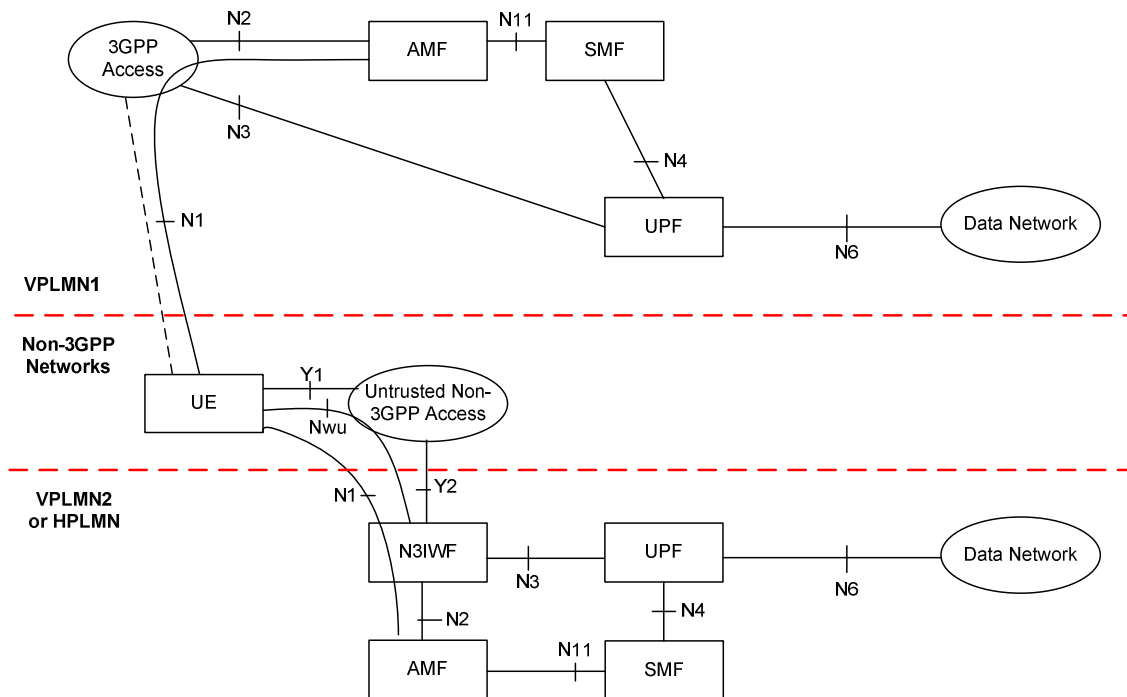 N2
3GPP
Access
AMF
N11
SMF
N3
N4
N1
UPF
N6
Data Network
VPLMN1
Non-3GPP
Networks
UE
Y1
Nwu
Untrusted Non-
3GPP Access
VPLMN2
or HPLMN
N1
Y2
N3IWF
N3
UPF
N6
Data Network
N2
N4
AMF
N11
SMF